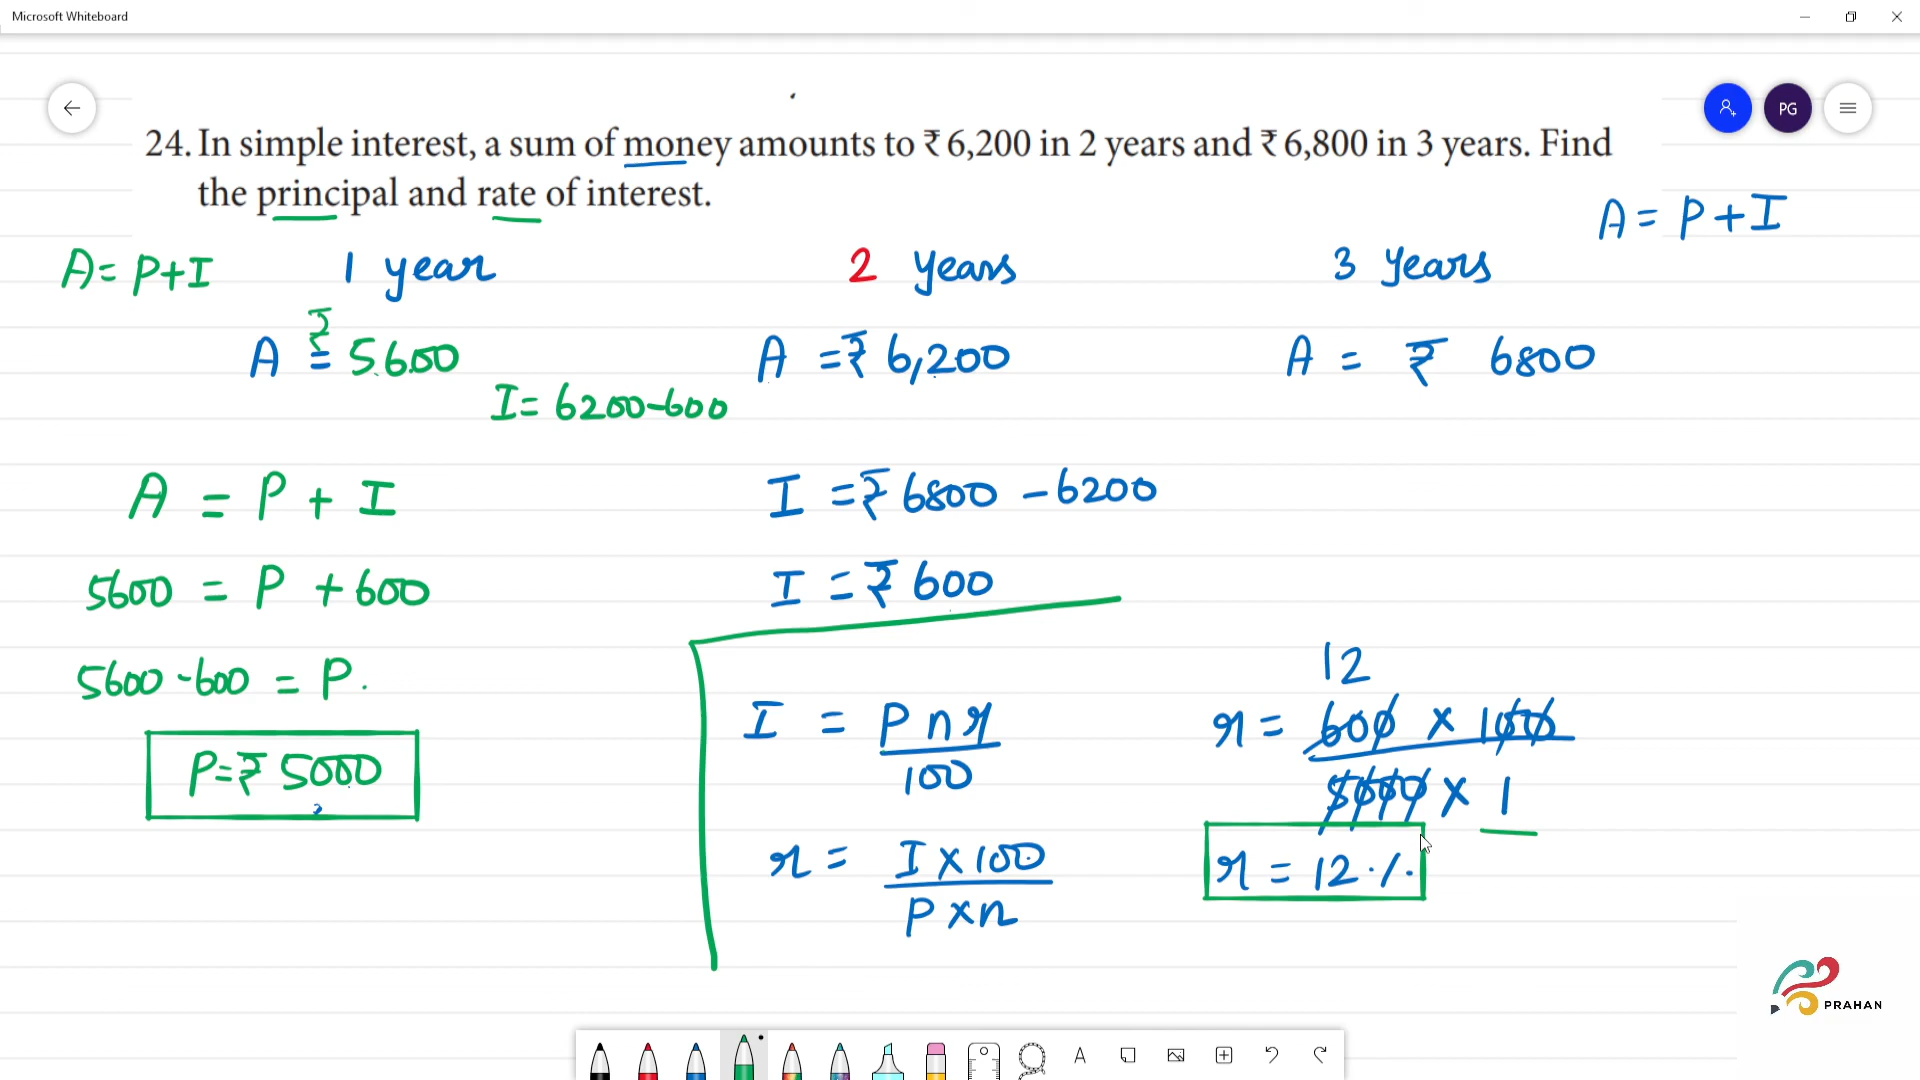 Microsoft Whiteboard
PG
24. In simple interest, a sum of money amounts to ₹ 6,200 in 2 years and ₹ 6,800 in 3 years. Find
the principal and rate of interest.
A = P + I
A = P + I
1 year
2 years
3 years
A = ₹ 5600
A = ₹ 6,200
A = ₹ 6800
I = 6200 - 600
A = P + I
I = ₹ 6800 - 6200
5600 = P + 600
I = ₹ 600
5600 - 600 = P.
P = ₹ 5000
I = P n r
100
r = I × 100
P × n
12
r = 600 × 100
5000 × 1
r = 12 %
PRAHAN
A